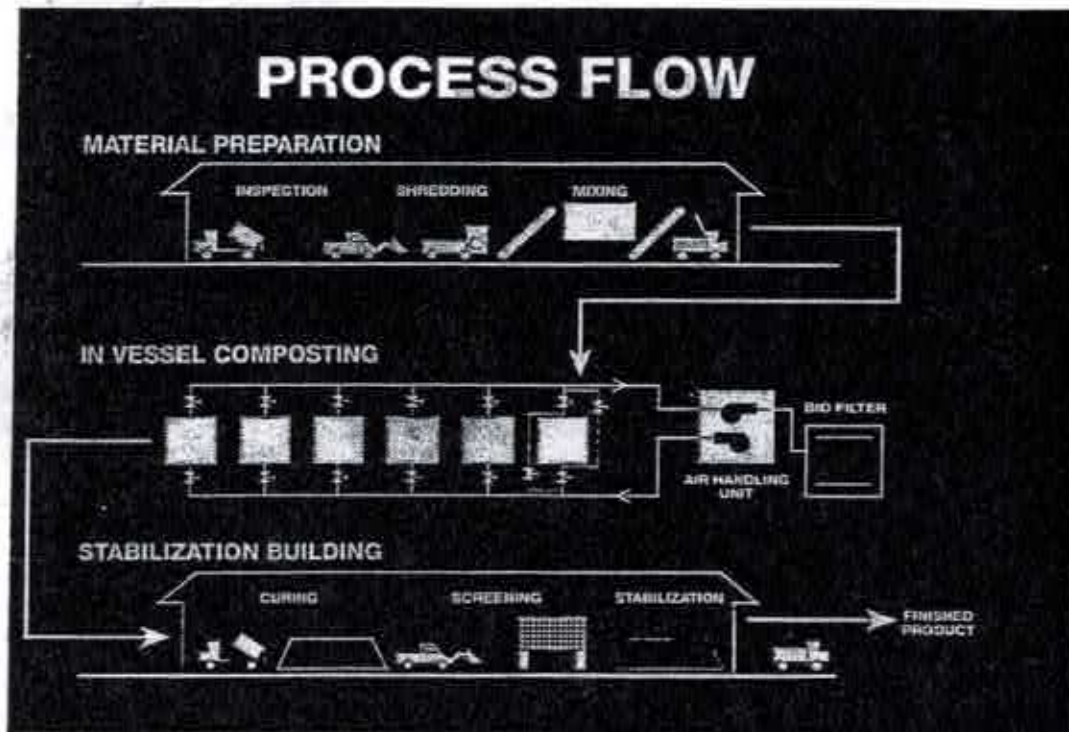 PROCESS FLOW
MATERIAL PREPARATION
INSPECTION
SHREDDING
MIXING
IN VESSEL COMPOSTING
BIO FILTER
AIR HANDLING
UNIT
STABILIZATION BUILDING
CURING
SCREENING
STABILIZATION
FINISHED
PRODUCT